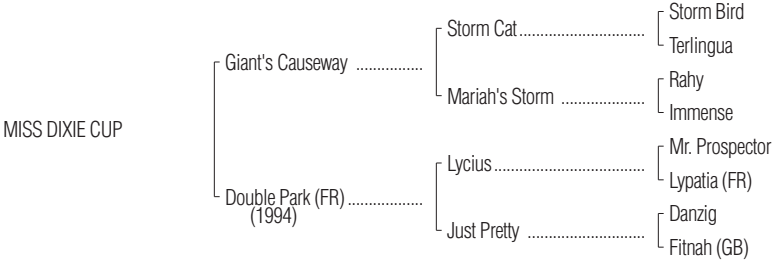 Storm Bird
Storm Cat..............................
Terlingua
Giant's Causeway ................
Rahy
Mariah's Storm ....................
Immense
MISS DIXIE CUP
Mr. Prospector
Lycius....................................
Lypatia (FR)
Double Park (FR)..................
(1994)
Danzig
Just Pretty ............................
Fitnah (GB)